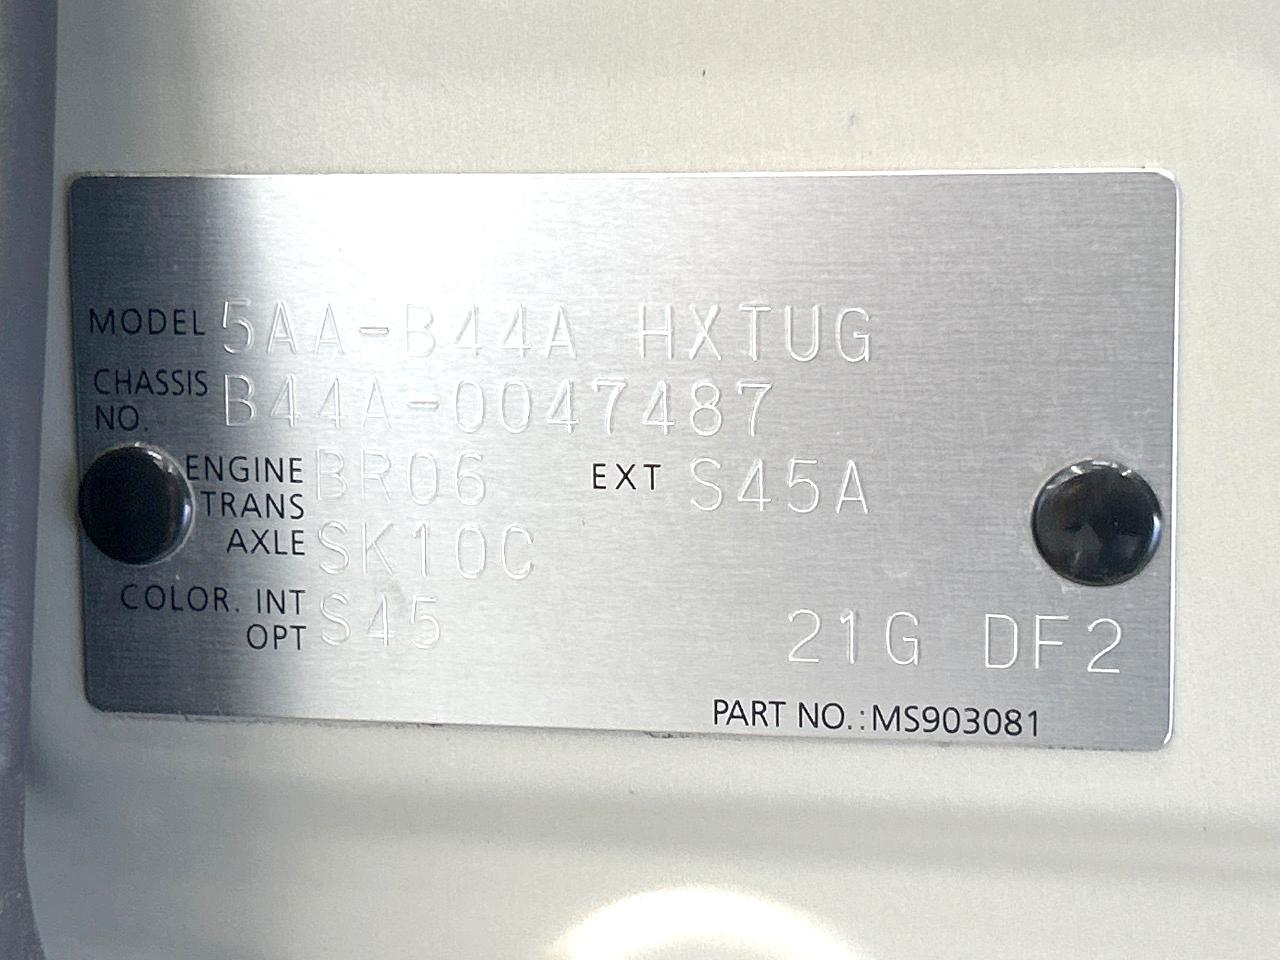 MODEL 5AA-B44A HXTUG
CHASSIS NO. B44A-0047487
ENGINE BR06 EXT S45A
TRANS AXLE SK10C
COLOR. INT OPT S45 21G DF2
PART NO.:MS903081